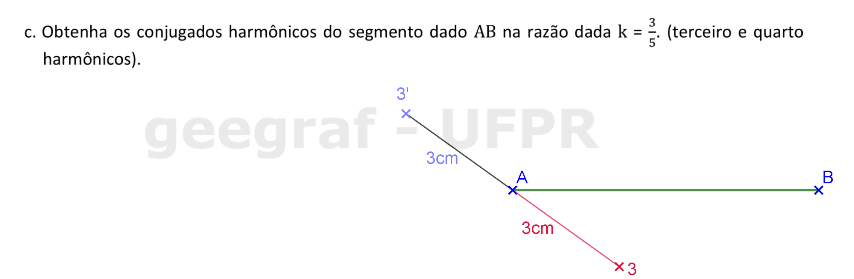 c. Obtenha os conjugados harmônicos do segmento dado AB na razão dada k = 3/5. (terceiro e quarto
harmônicos).
3'
geegraf - UFPR
3cm
A
B
3cm
3